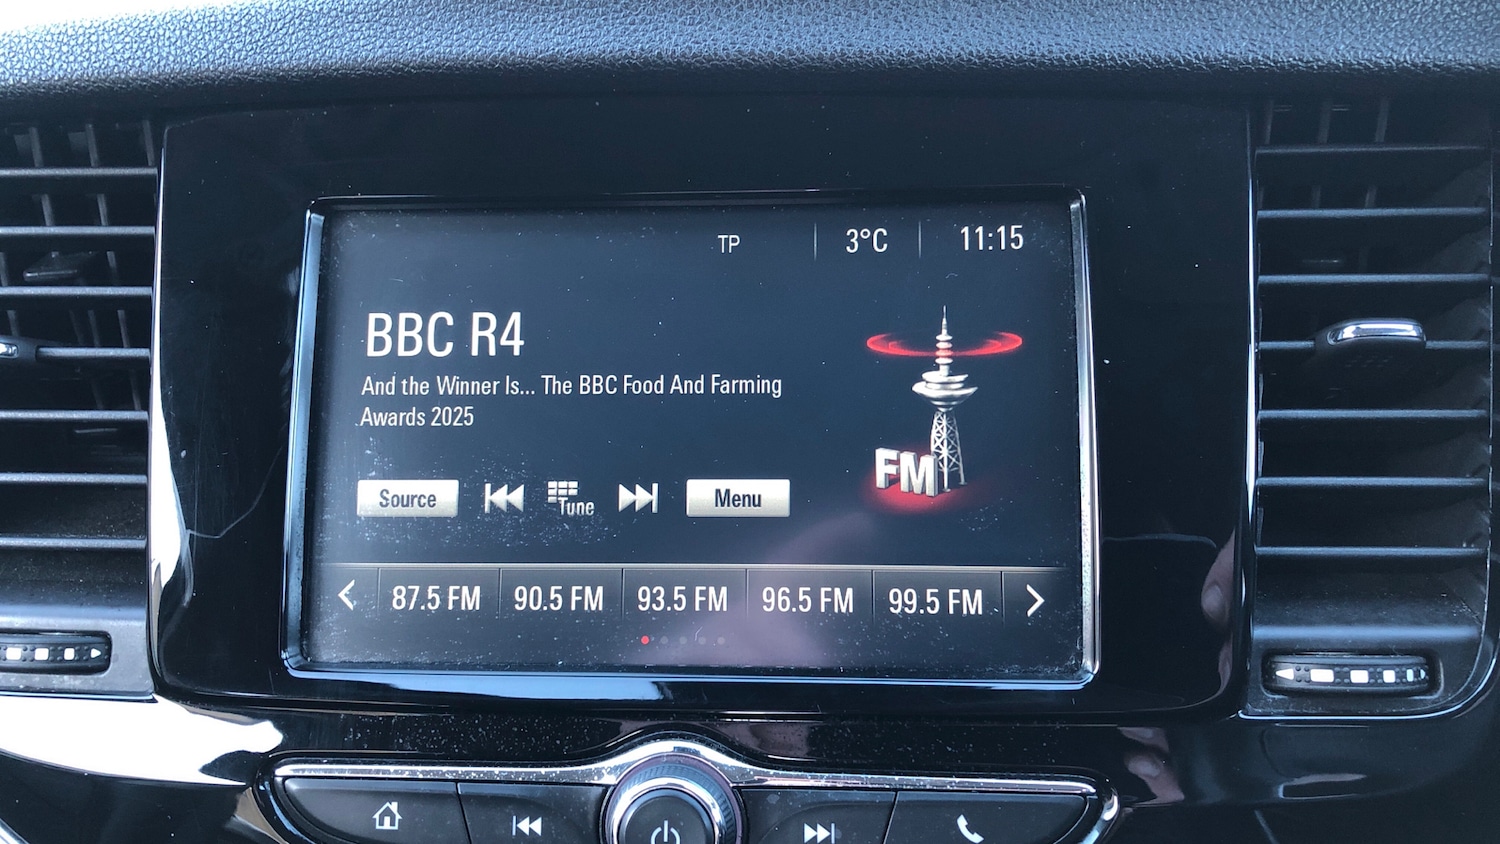 TP 3°C 11:15
BBC R4
And the Winner Is... The BBC Food And Farming
Awards 2025
FM
Source Tune Menu
87.5 FM 90.5 FM 93.5 FM 96.5 FM 99.5 FM